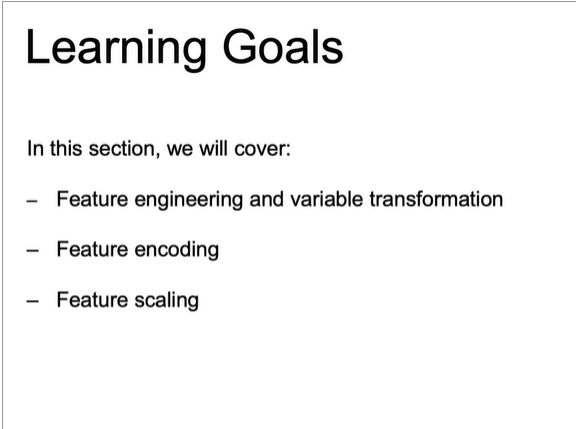 Learning Goals
In this section, we will cover:
– Feature engineering and variable transformation
– Feature encoding
– Feature scaling